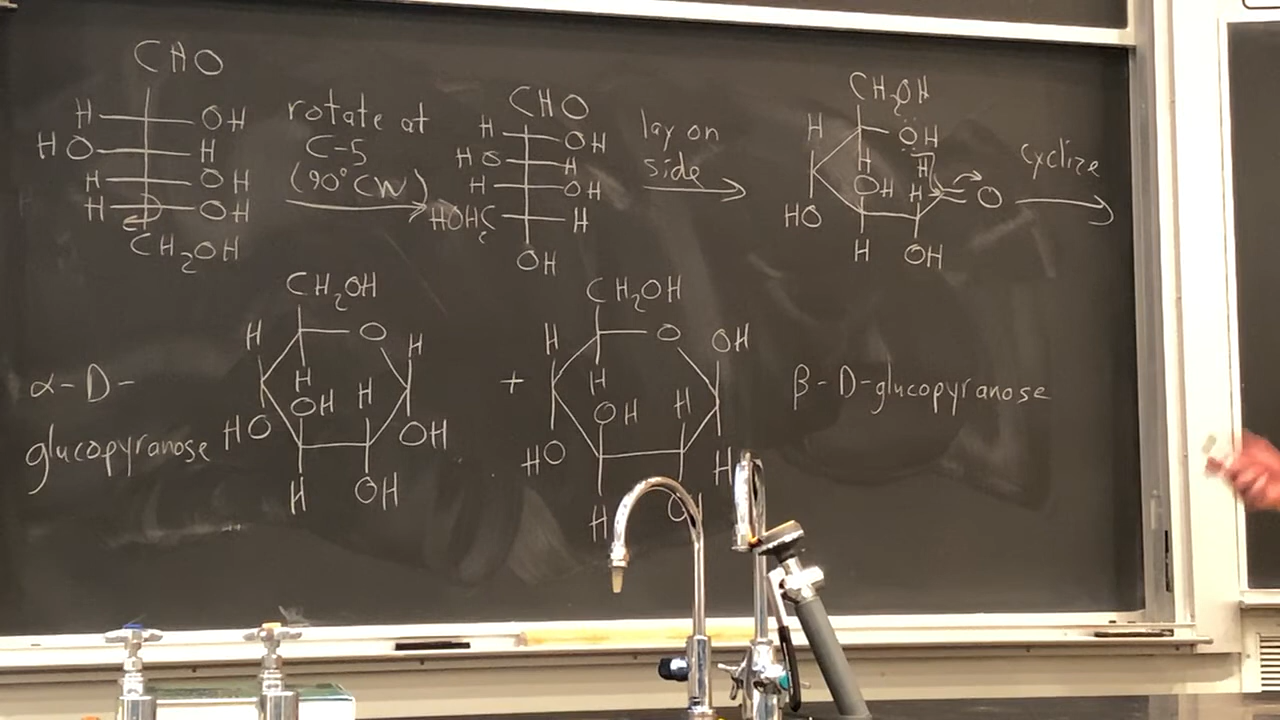 CHO
H OH
HO H
H OH
H OH
CH₂OH
rotate at
C-5
(90° CW)
CHO
H OH
HO H
H OH
HOH₂C H
OH
lay on
side
CH₂OH
H OH
H H
OH H O
HO
H OH
cyclize
α-D-
glucopyranose
CH₂OH
H O H
H
OH H
HO OH
H OH
+
CH₂OH
H O OH
H
OH H
HO H
H O
β-D-glucopyranose